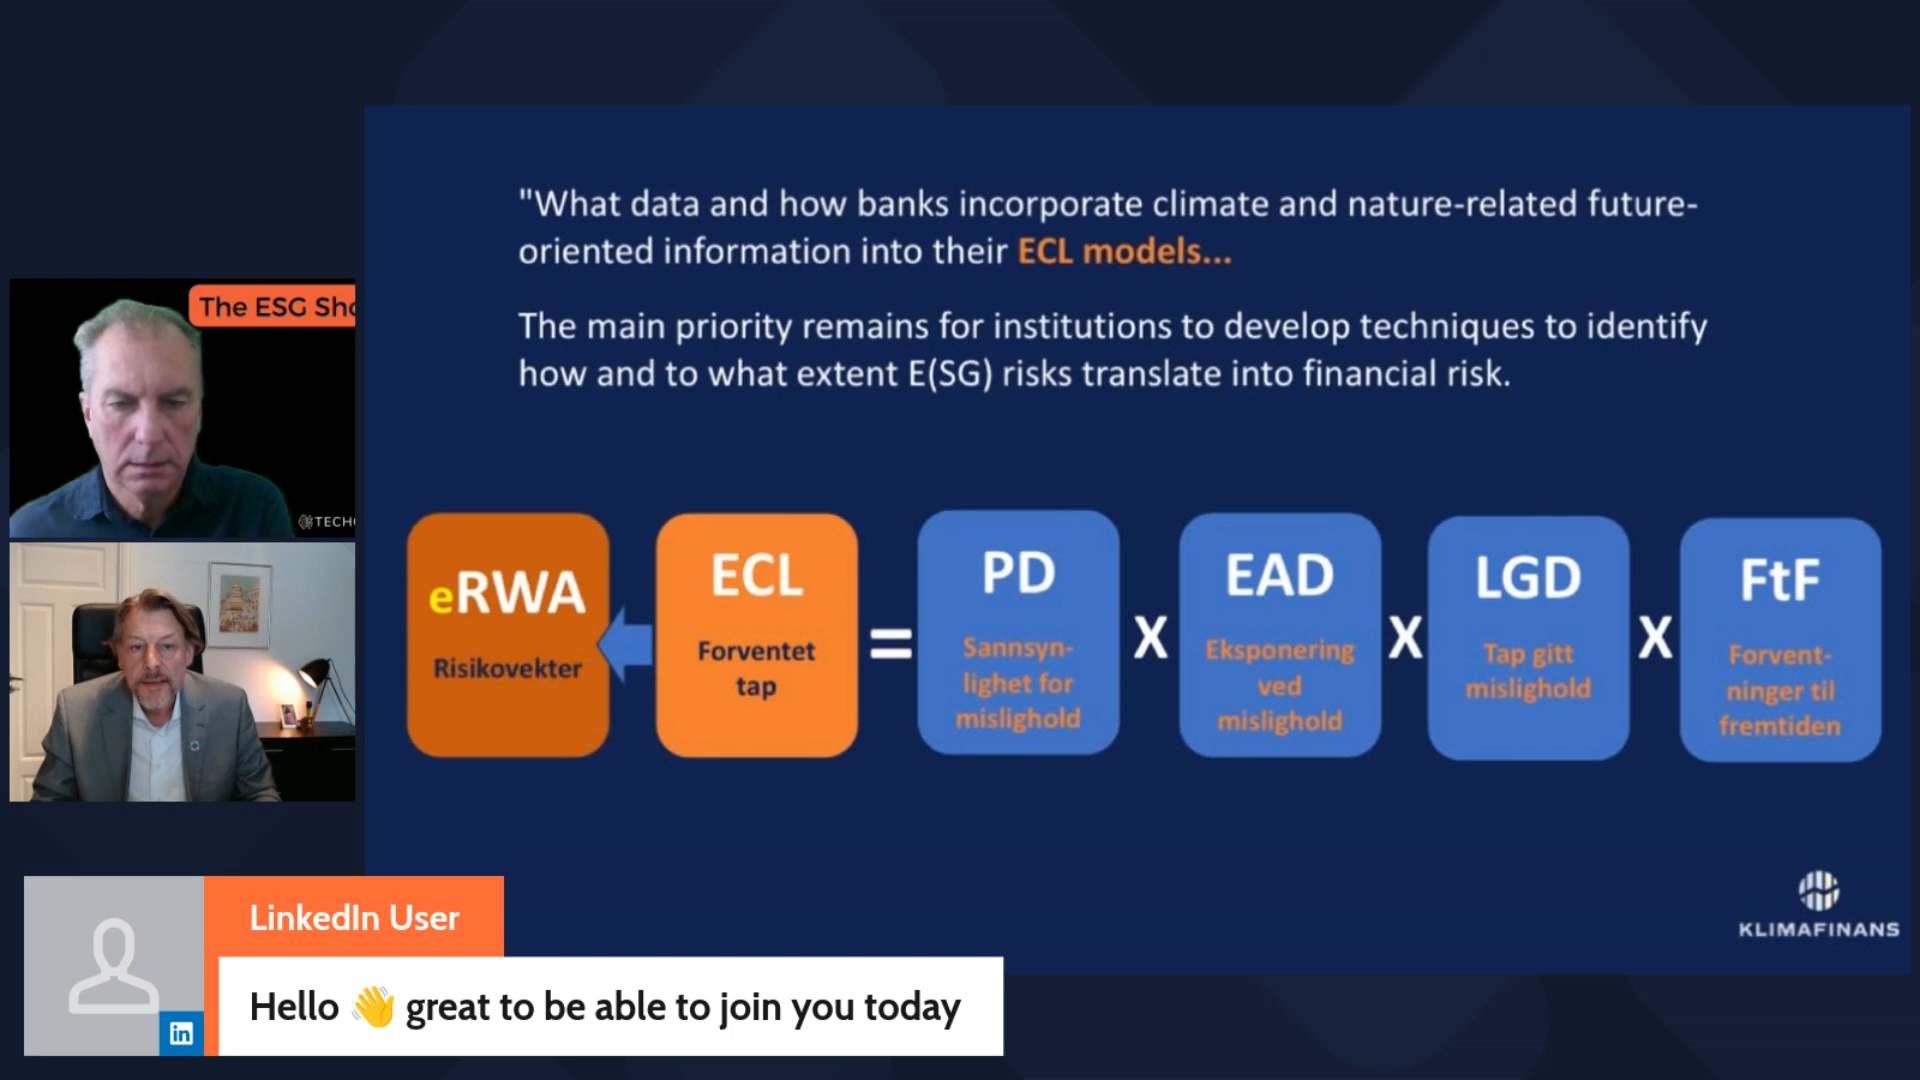 "What data and how banks incorporate climate and nature-related future-
oriented information into their ECL models...
The main priority remains for institutions to develop techniques to identify
how and to what extent E(SG) risks translate into financial risk.
The ESG Sho
TECH
eRWA
Risikovekter
ECL
Forventet
tap
=
PD
Sannsyn-
lighet for
mislighold
X
EAD
Eksponering
ved
mislighold
X
LGD
Tap gitt
mislighold
X
FtF
Forvent-
ninger til
fremtiden
KLIMAFINANS
LinkedIn User
in
Hello 👋 great to be able to join you today